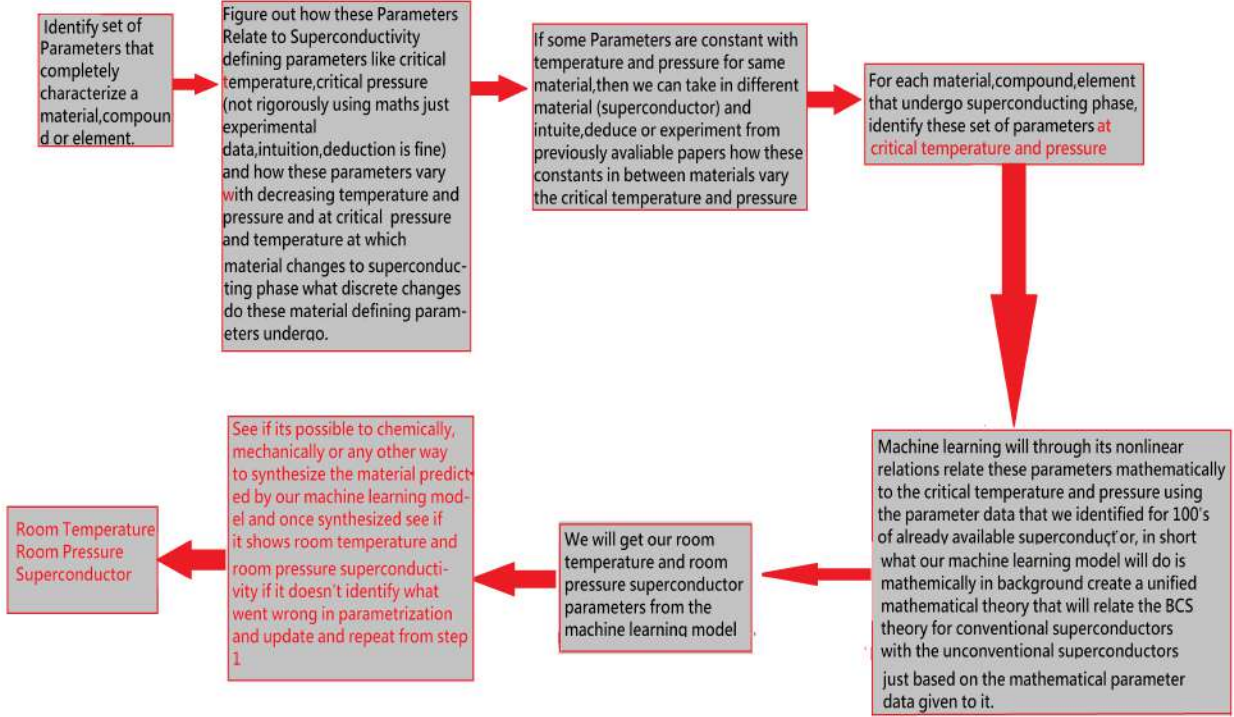 Identify set of
Parameters that
completely
characterize a
material,compoun
d or element.
Figure out how these Parameters
Relate to Superconductivity
defining parameters like critical
temperature,critical pressure
(not rigorously using maths just
experimental
data,intuition,deduction is fine)
and how these parameters vary
with decreasing temperature and
pressure and at critical pressure
and temperature at which
material changes to superconduc-
ting phase what discrete changes
do these material defining param-
eters undergo.
If some Parameters are constant with
temperature and pressure for same
material,then we can take in different
material (superconductor) and
intuite,deduce or experiment from
previously avaliable papers how these
constants in between materials vary
the critical temperature and pressure
For each material,compound,element
that undergo superconducting phase,
identify these set of parameters at
critical temperature and pressure
Machine learning will through its nonlinear
relations relate these parameters mathematically
to the critical temperature and pressure using
the parameter data that we identified for 100's
of already available superconductor, in short
what our machine learning model will do is
mathemically in background create a unified
mathematical theory that will relate the BCS
theory for conventional superconductors
with the unconventional superconductors
just based on the mathematical parameter
data given to it.
We will get our room
temperature and room
pressure superconductor
parameters from the
machine learning model
See if its possible to chemically,
mechanically or any other way
to synthesize the material predict-
ed by our machine learning mod-
el and once synthesized see if
it shows room temperature and
room pressure superconducti-
vity if it doesn't identify what
went wrong in parametrization
and update and repeat from step
1
Room Temperature
Room Pressure
Superconductor